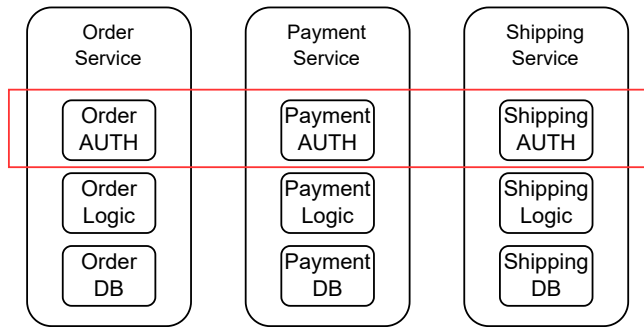 Order
Service
Payment
Service
Shipping
Service
Order
AUTH
Payment
AUTH
Shipping
AUTH
Order
Logic
Payment
Logic
Shipping
Logic
Order
DB
Payment
DB
Shipping
DB